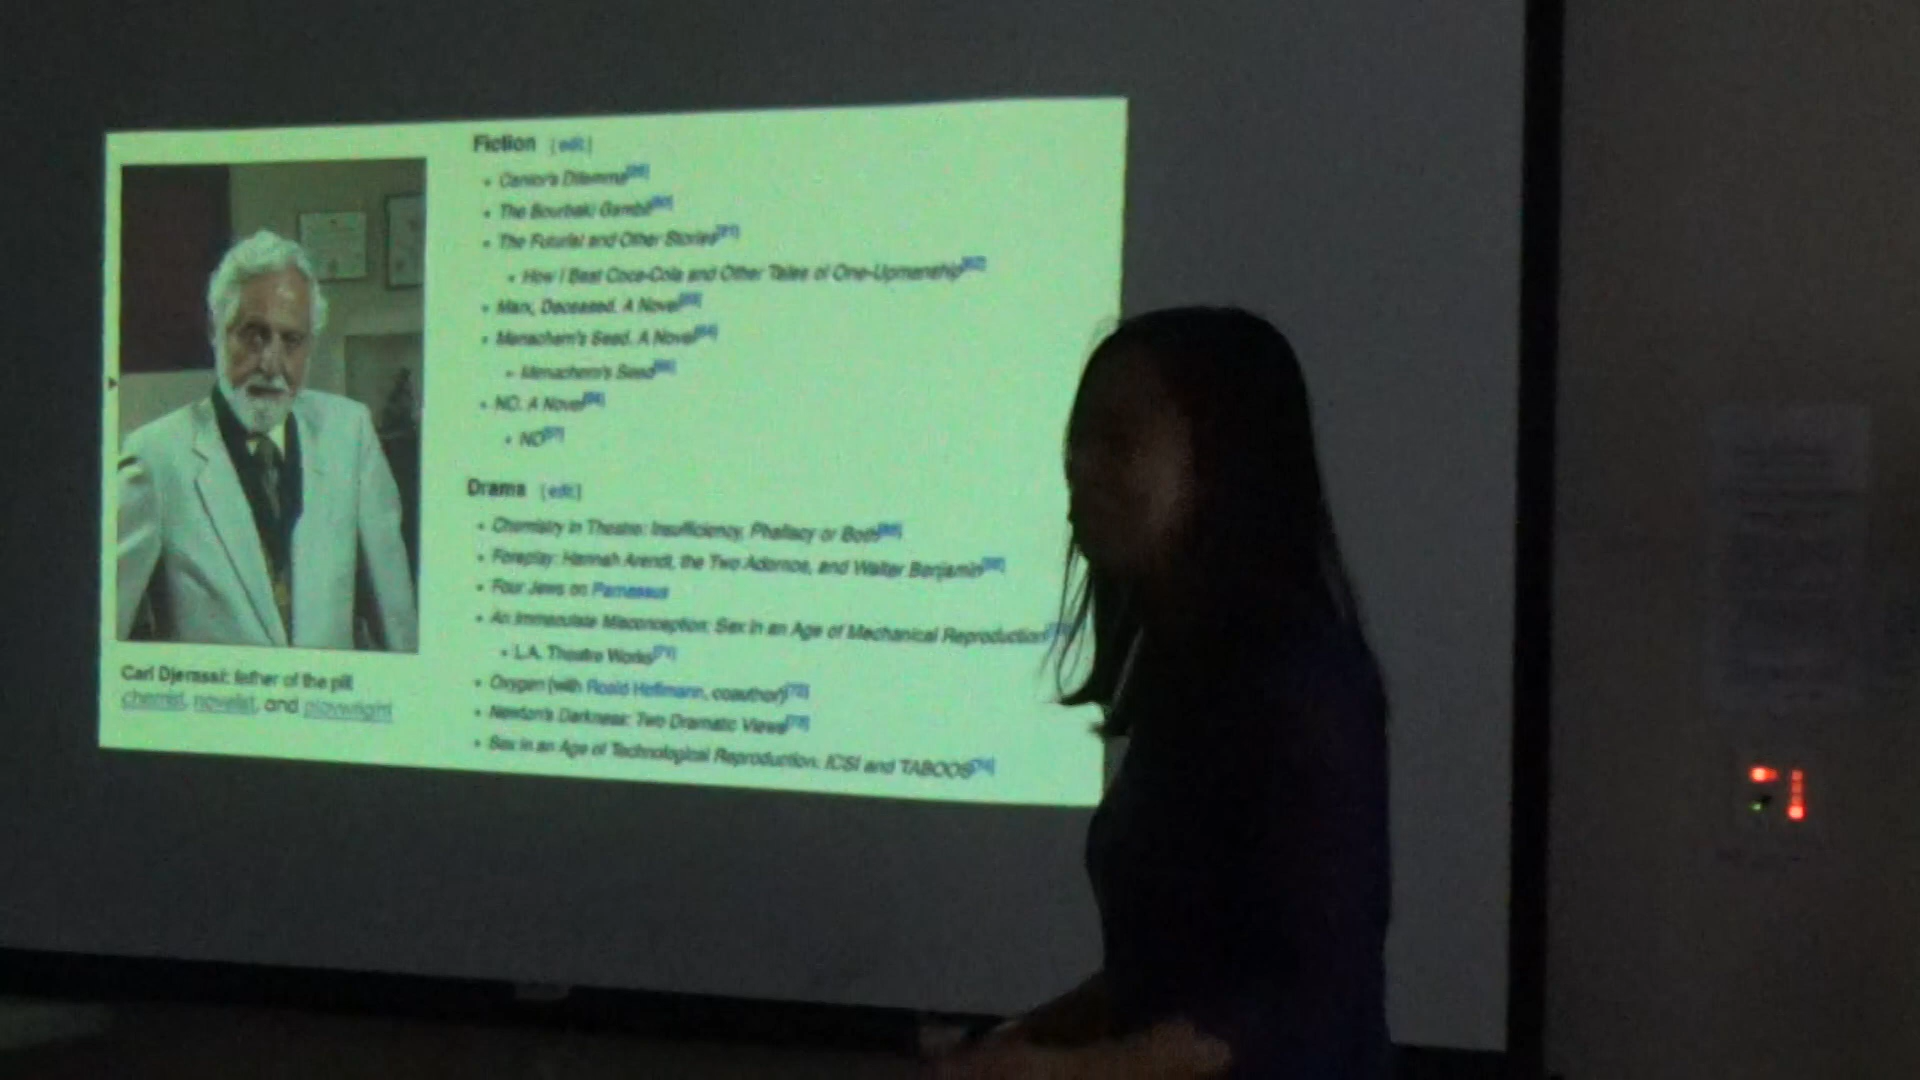 Fiction [edit]
Cantor's Dilemma
The Bourbaki Gambit
The Futurist and Other Stories
How I Beat Coca-Cola and Other Tales of One-Upmanship
Marx, Deceased. A Novel
Menachem's Seed. A Novel
Menachem's Seed
NO. A Novel
NO
Drama [edit]
Chemistry in Theatre: Insufficiency, Phallacy or Both
Foreplay: Hannah Arendt, the Two Adornos, and Walter Benjamin
Four Jews on Parnassus
An Immaculate Misconception: Sex in an Age of Mechanical Reproduction
L.A. Theatre Works
Oxygen (with Roald Hoffmann, coauthor)
Newton's Darkness: Two Dramatic Views
Sex in an Age of Technological Reproduction: ICSI and TABOOS
Carl Djerassi: father of the pill
chemist, novelist, and playwright